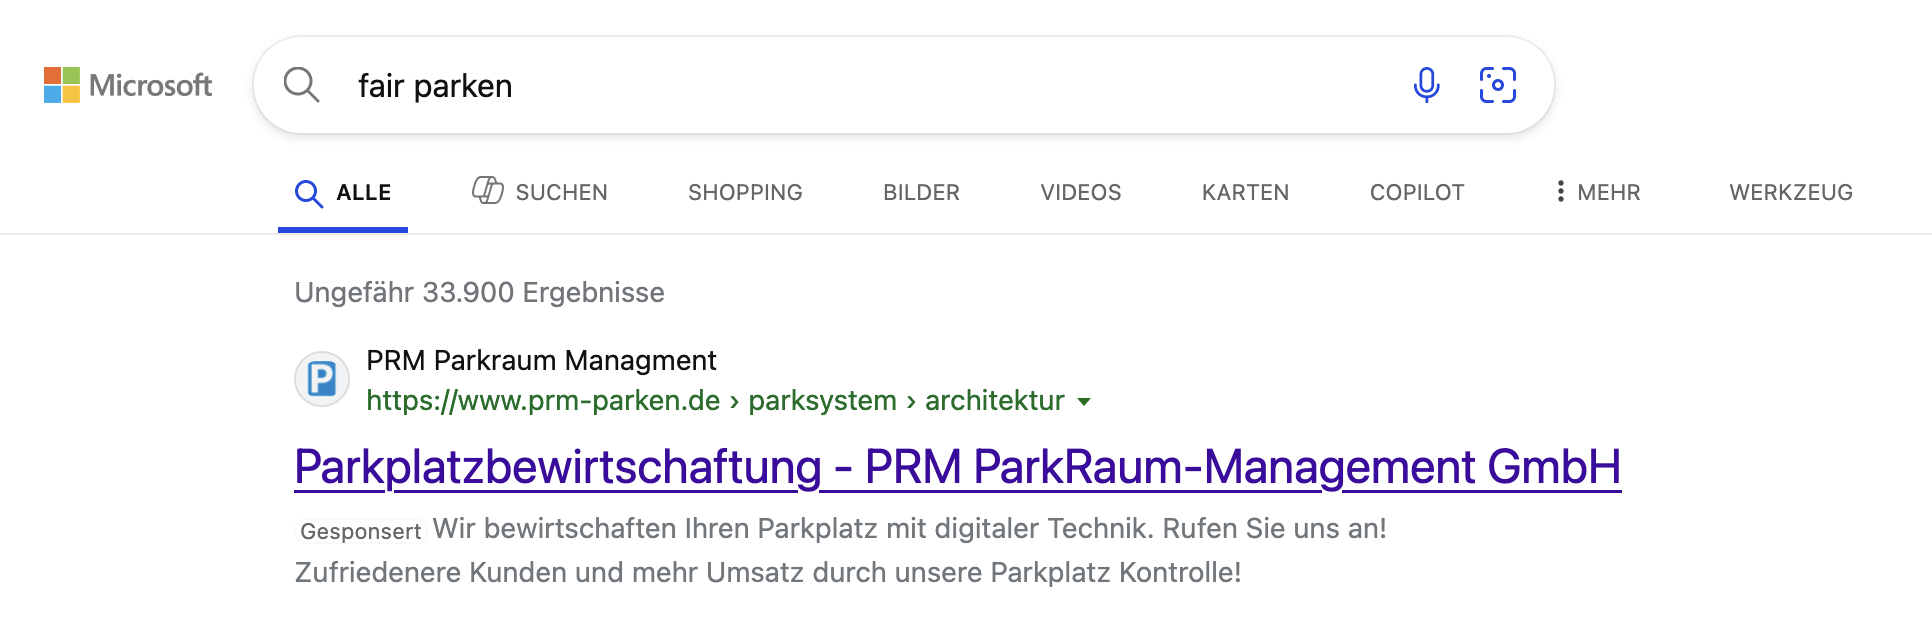 Microsoft
fair parken
ALLE SUCHEN SHOPPING BILDER VIDEOS KARTEN COPILOT MEHR WERKZEUG
Ungefähr 33.900 Ergebnisse
PRM Parkraum Managment
https://www.prm-parken.de › parksystem › architektur
Parkplatzbewirtschaftung - PRM ParkRaum-Management GmbH
Gesponsert Wir bewirtschaften Ihren Parkplatz mit digitaler Technik. Rufen Sie uns an!
Zufriedenere Kunden und mehr Umsatz durch unsere Parkplatz Kontrolle!